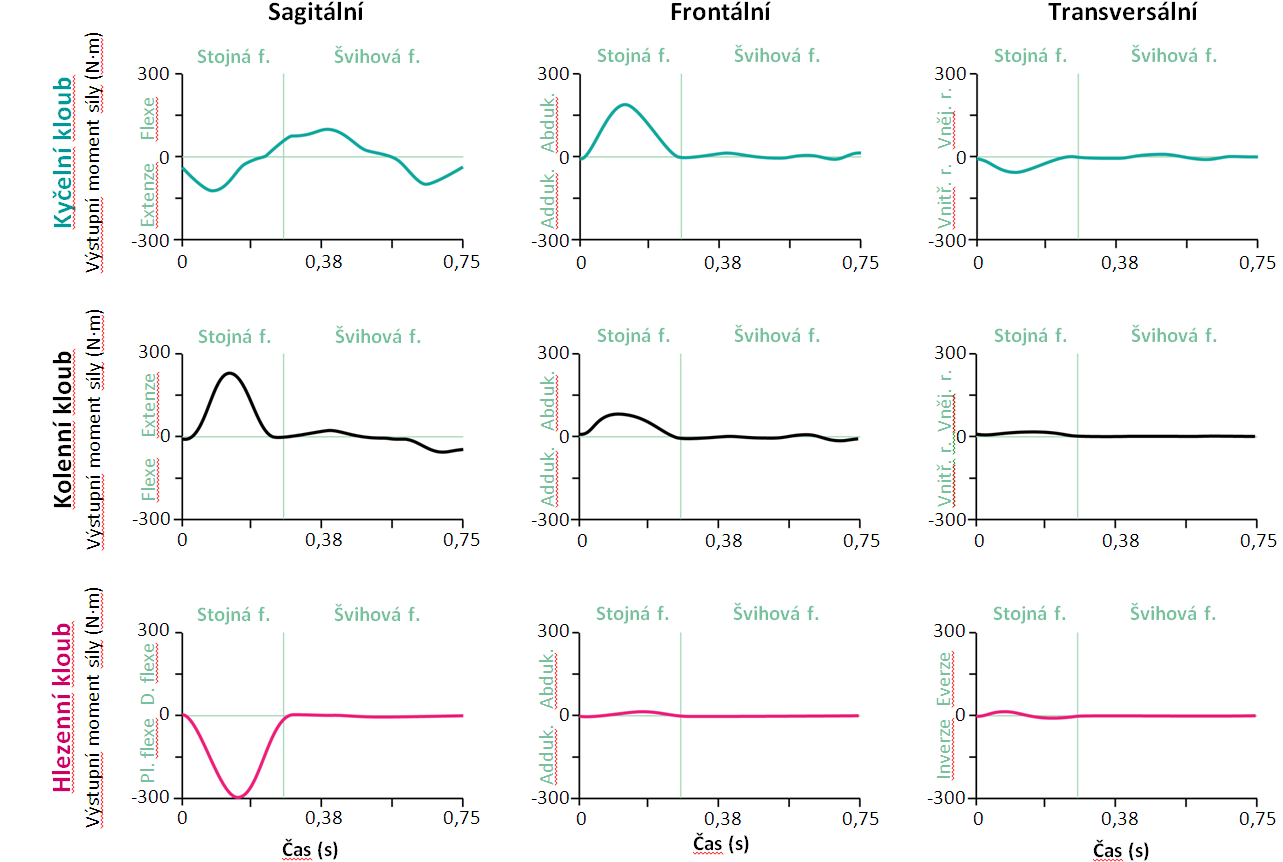 Sagitální Frontální Transversální
Kyčelní kloub
Výstupní moment síly (N·m)
Stojná f. Švihová f.
300
0
-300
Extenze Flexe
0 0,38 0,75
Stojná f. Švihová f.
300
0
-300
Adduk. Abduk.
0 0,38 0,75
Stojná f. Švihová f.
300
0
-300
Vnitř. r. Vněj. r.
0 0,38 0,75
Kolenní kloub
Výstupní moment síly (N·m)
Stojná f. Švihová f.
300
0
-300
Flexe Extenze
0 0,38 0,75
Stojná f. Švihová f.
300
0
-300
Adduk. Abduk.
0 0,38 0,75
Stojná f. Švihová f.
300
0
-300
Vnitř. r. Vněj. r.
0 0,38 0,75
Hlezenní kloub
Výstupní moment síly (N·m)
Stojná f. Švihová f.
300
0
-300
Pl. flexe D. flexe
0 0,38 0,75
Čas (s)
Stojná f. Švihová f.
300
0
-300
Adduk. Abduk.
0 0,38 0,75
Čas (s)
Stojná f. Švihová f.
300
0
-300
Inverze Everze
0 0,38 0,75
Čas (s)